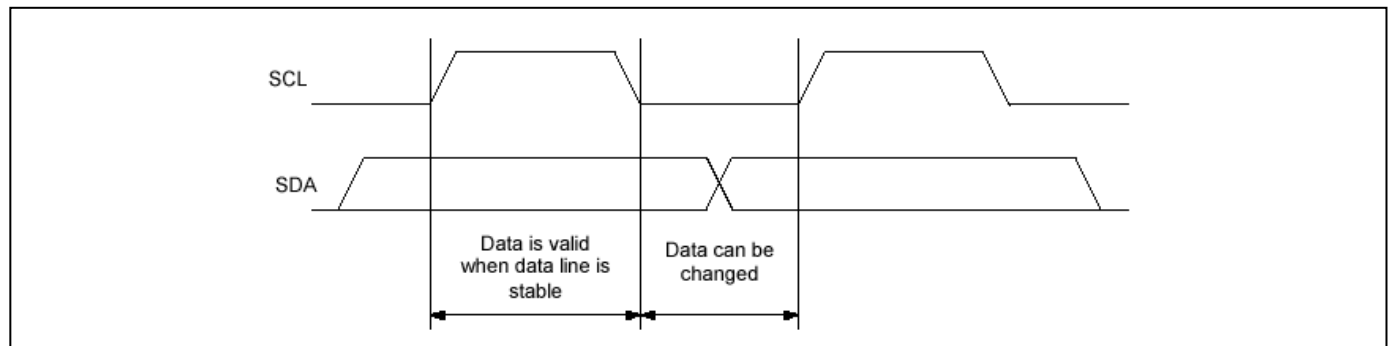 SCL
SDA
Data is valid
when data line is
stable
Data can be
changed